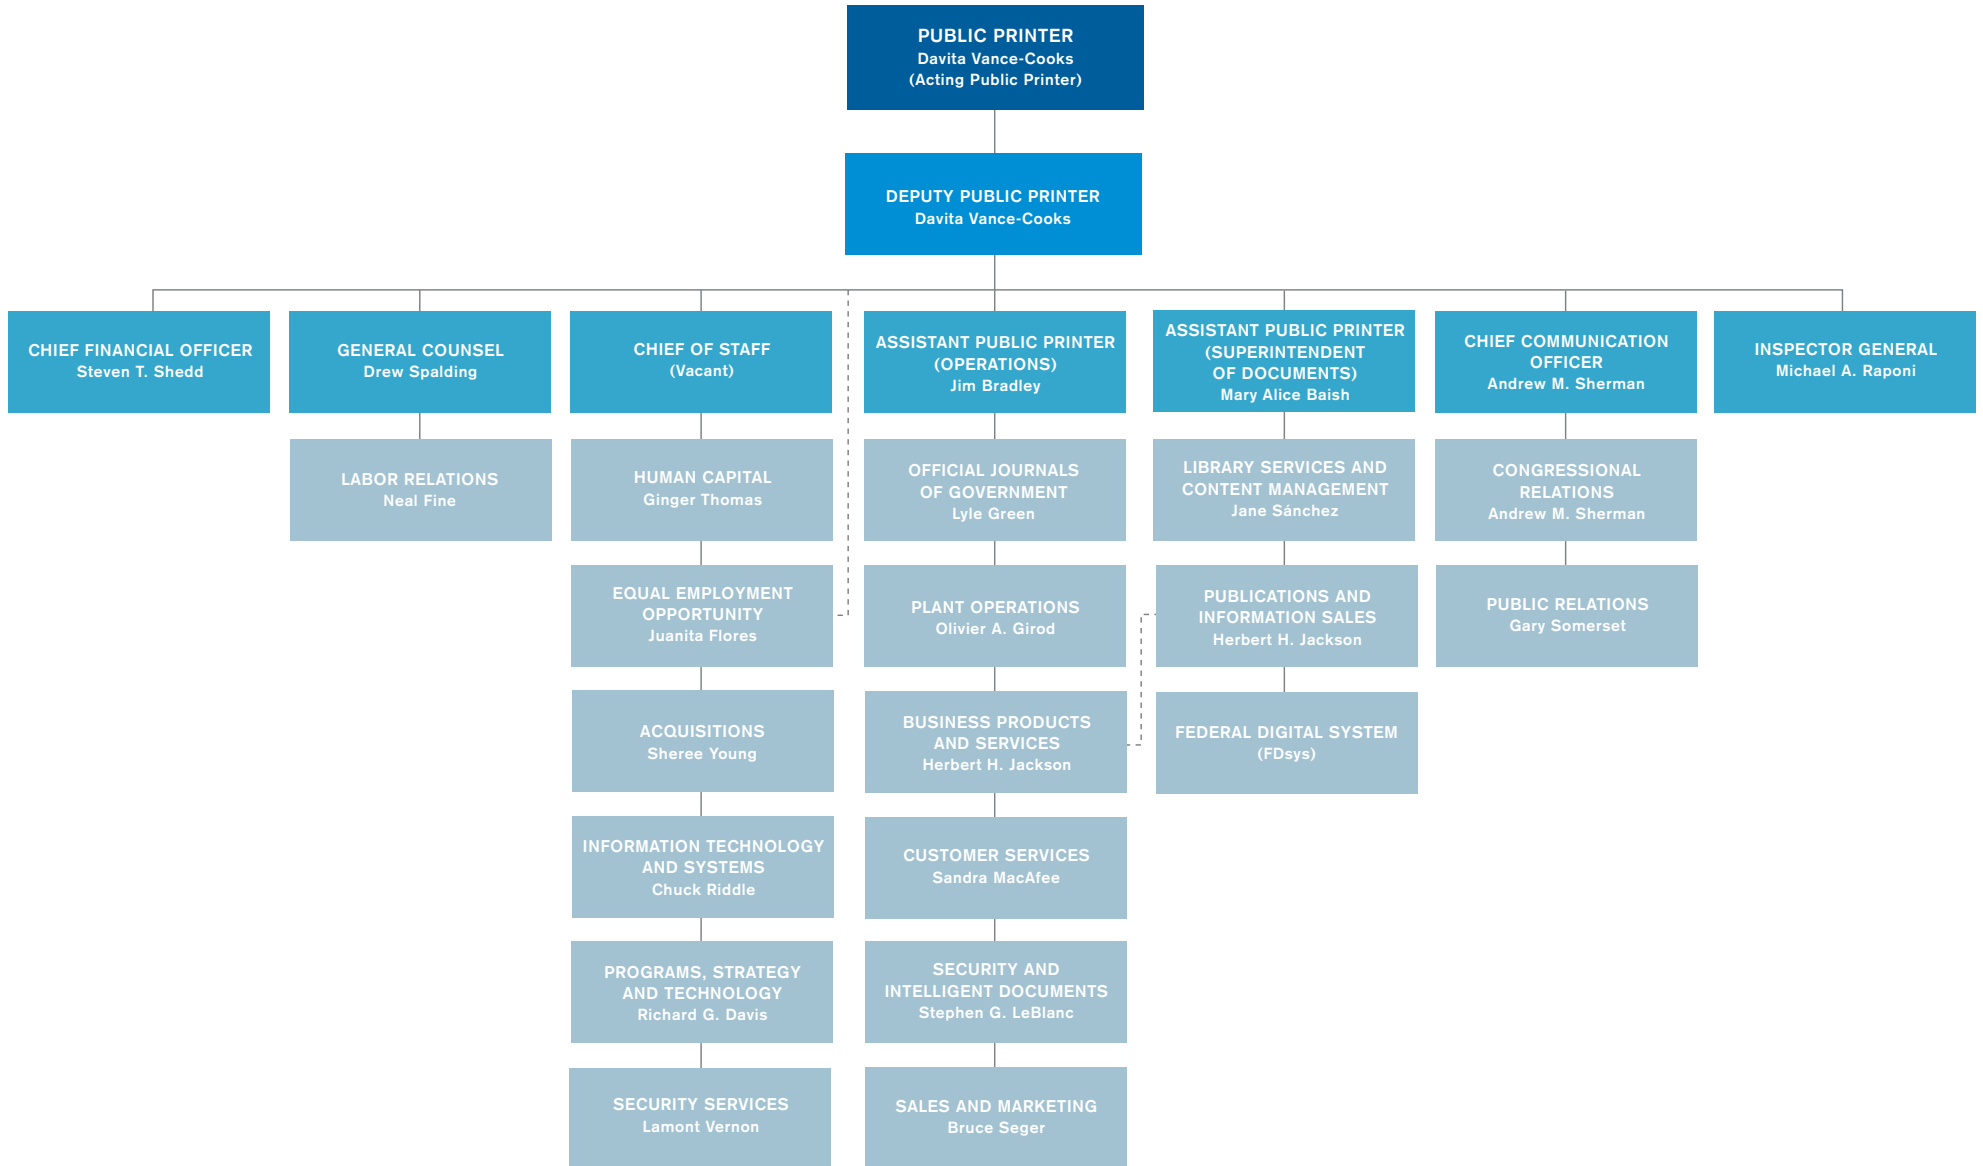 PUBLIC PRINTER
Davita Vance-Cooks
(Acting Public Printer)
DEPUTY PUBLIC PRINTER
Davita Vance-Cooks
CHIEF FINANCIAL OFFICER
Steven T. Shedd
GENERAL COUNSEL
Drew Spalding
CHIEF OF STAFF
(Vacant)
ASSISTANT PUBLIC PRINTER
(OPERATIONS)
Jim Bradley
ASSISTANT PUBLIC PRINTER
(SUPERINTENDENT
OF DOCUMENTS)
Mary Alice Baish
CHIEF COMMUNICATION
OFFICER
Andrew M. Sherman
INSPECTOR GENERAL
Michael A. Raponi
LABOR RELATIONS
Neal Fine
HUMAN CAPITAL
Ginger Thomas
OFFICIAL JOURNALS
OF GOVERNMENT
Lyle Green
LIBRARY SERVICES AND
CONTENT MANAGEMENT
Jane Sánchez
CONGRESSIONAL
RELATIONS
Andrew M. Sherman
EQUAL EMPLOYMENT
OPPORTUNITY
Juanita Flores
PLANT OPERATIONS
Olivier A. Girod
PUBLICATIONS AND
INFORMATION SALES
Herbert H. Jackson
PUBLIC RELATIONS
Gary Somerset
ACQUISITIONS
Sheree Young
BUSINESS PRODUCTS
AND SERVICES
Herbert H. Jackson
FEDERAL DIGITAL SYSTEM
(FDsys)
INFORMATION TECHNOLOGY
AND SYSTEMS
Chuck Riddle
CUSTOMER SERVICES
Sandra MacAfee
PROGRAMS, STRATEGY
AND TECHNOLOGY
Richard G. Davis
SECURITY AND
INTELLIGENT DOCUMENTS
Stephen G. LeBlanc
SECURITY SERVICES
Lamont Vernon
SALES AND MARKETING
Bruce Seger